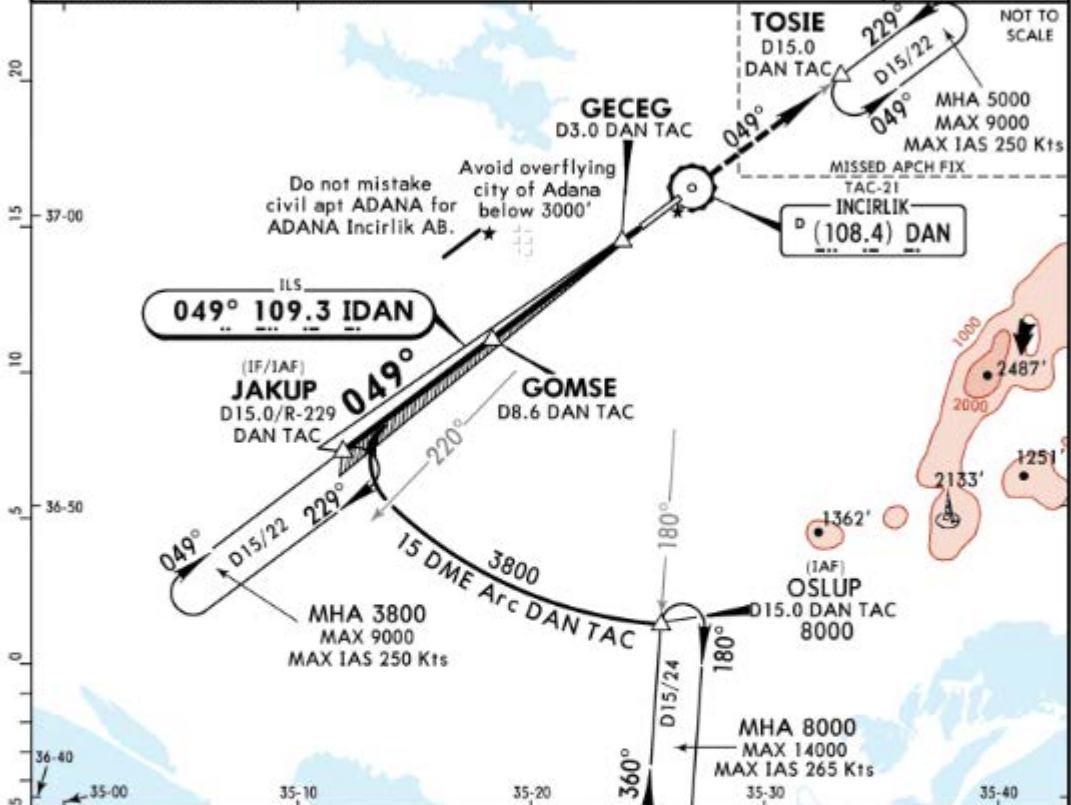 TOSIE
D15.0
DAN TAC
229°
D15/22
049°
NOT TO
SCALE
MHA 5000
MAX 9000
MAX IAS 250 Kts
MISSED APCH FIX
049°
GECEG
D3.0 DAN TAC
Do not mistake
civil apt ADANA for
ADANA Incirlik AB.
Avoid overflying
city of Adana
below 3000'
TAC-21
INCIRLIK
D (108.4) DAN
20
15
10
5
0
5
37-00
36-50
36-40
ILS
049° 109.3 IDAN
(IF/IAF)
JAKUP
D15.0/R-229
DAN TAC
049°
GOMSE
D8.6 DAN TAC
220°
180°
049°
D15/22
229°
MHA 3800
MAX 9000
MAX IAS 250 Kts
3800
15 DME Arc DAN TAC
1000
2487'
2000
1251'
2133'
1362'
(IAF)
OSLUP
D15.0 DAN TAC
8000
180°
D15/24
360°
MHA 8000
MAX 14000
MAX IAS 265 Kts
35-00
35-10
35-20
35-30
35-40